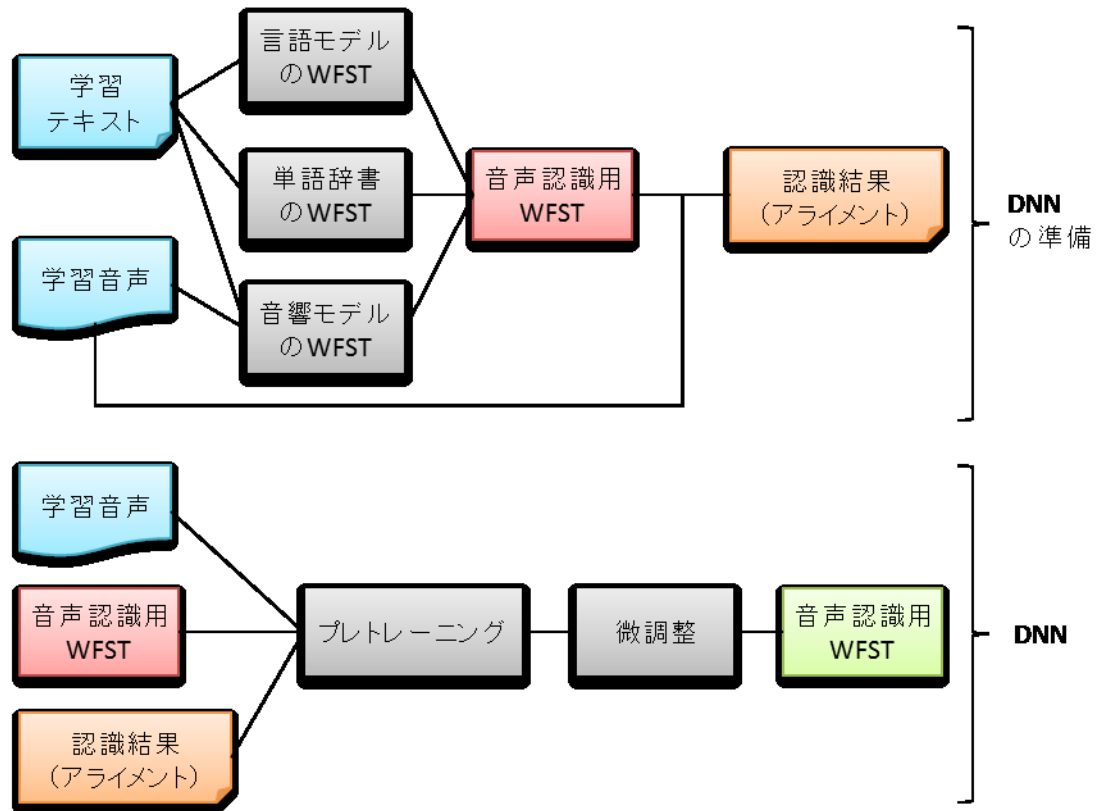 学習
テキスト
言語モデル
のWFST
単語辞書
のWFST
音声認識用
WFST
認識結果
(アライメント)
DNN
の準備
学習音声
音響モデル
のWFST
学習音声
音声認識用
WFST
プレトレーニング
微調整
音声認識用
WFST
DNN
認識結果
(アライメント)